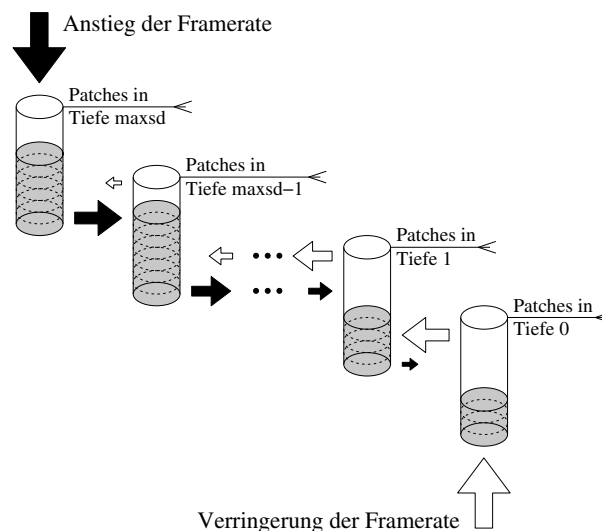 Anstieg der Framerate
Patches in
Tiefe maxsd
Patches in
Tiefe maxsd−1
Patches in
Tiefe 1
Patches in
Tiefe 0
Verringerung der Framerate